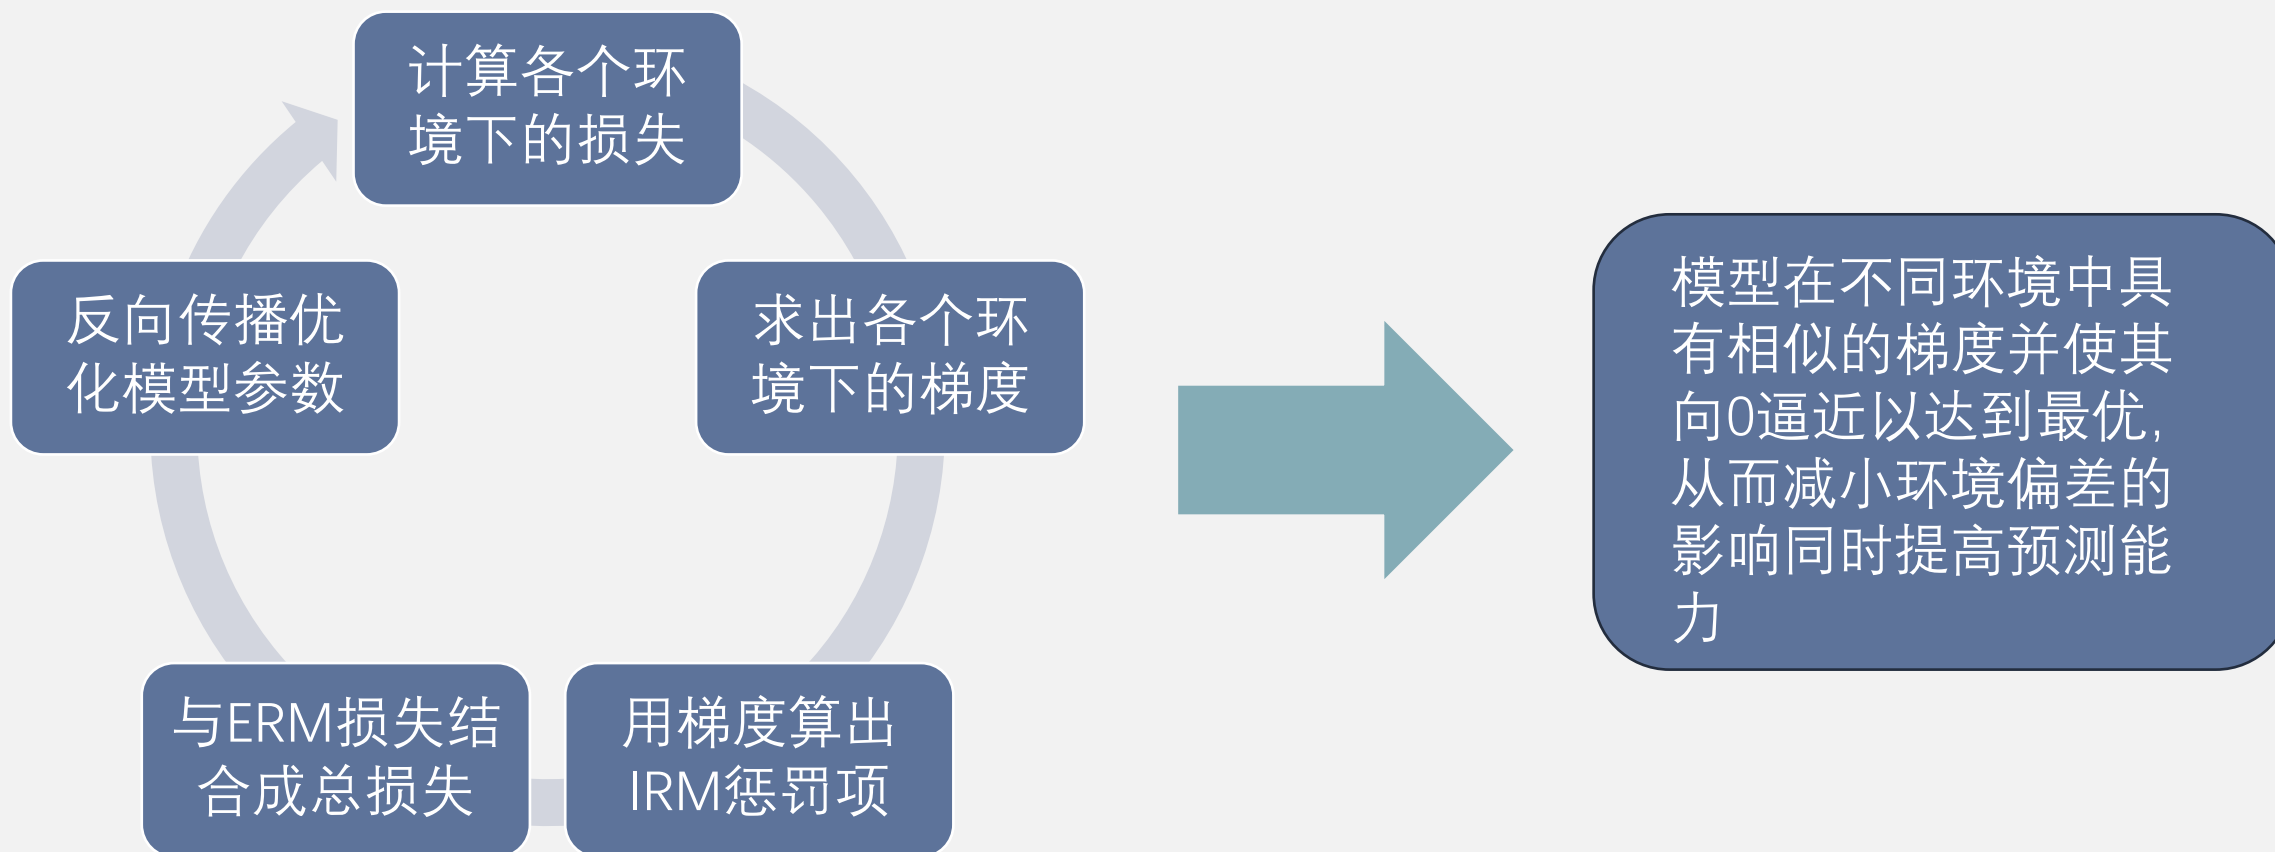 计算各个环
境下的损失
求出各个环
境下的梯度
用梯度算出
IRM惩罚项
与ERM损失结
合成总损失
反向传播优
化模型参数
模型在不同环境中具
有相似的梯度并使其
向0逼近以达到最优,
从而减小环境偏差的
影响同时提高预测能
力